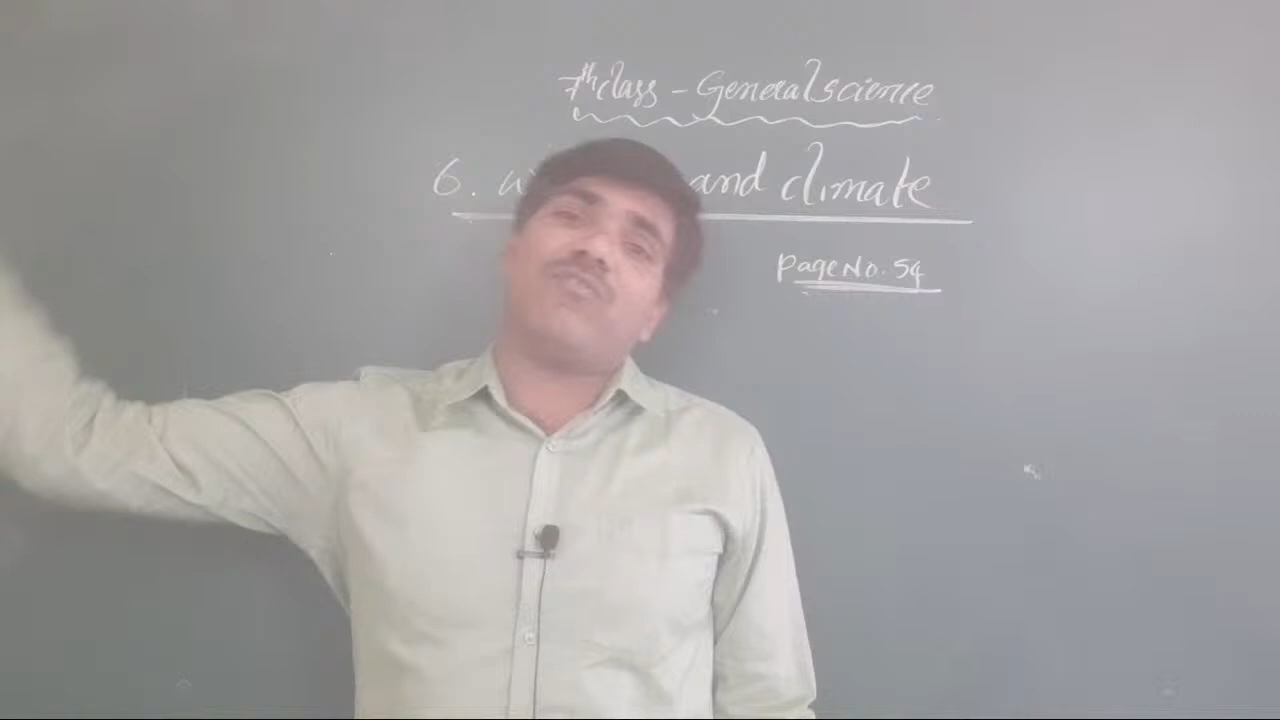 7th class - General science
6. and climate
Page No. 54